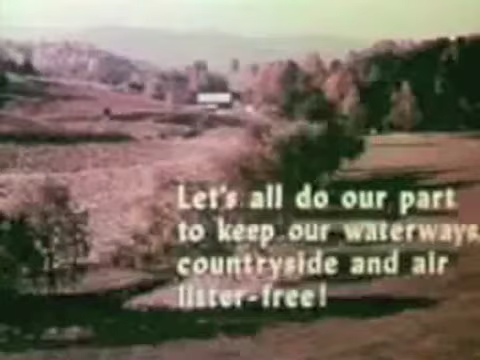 Let's all do our part
to keep our waterways,
countryside and air
litter-free!